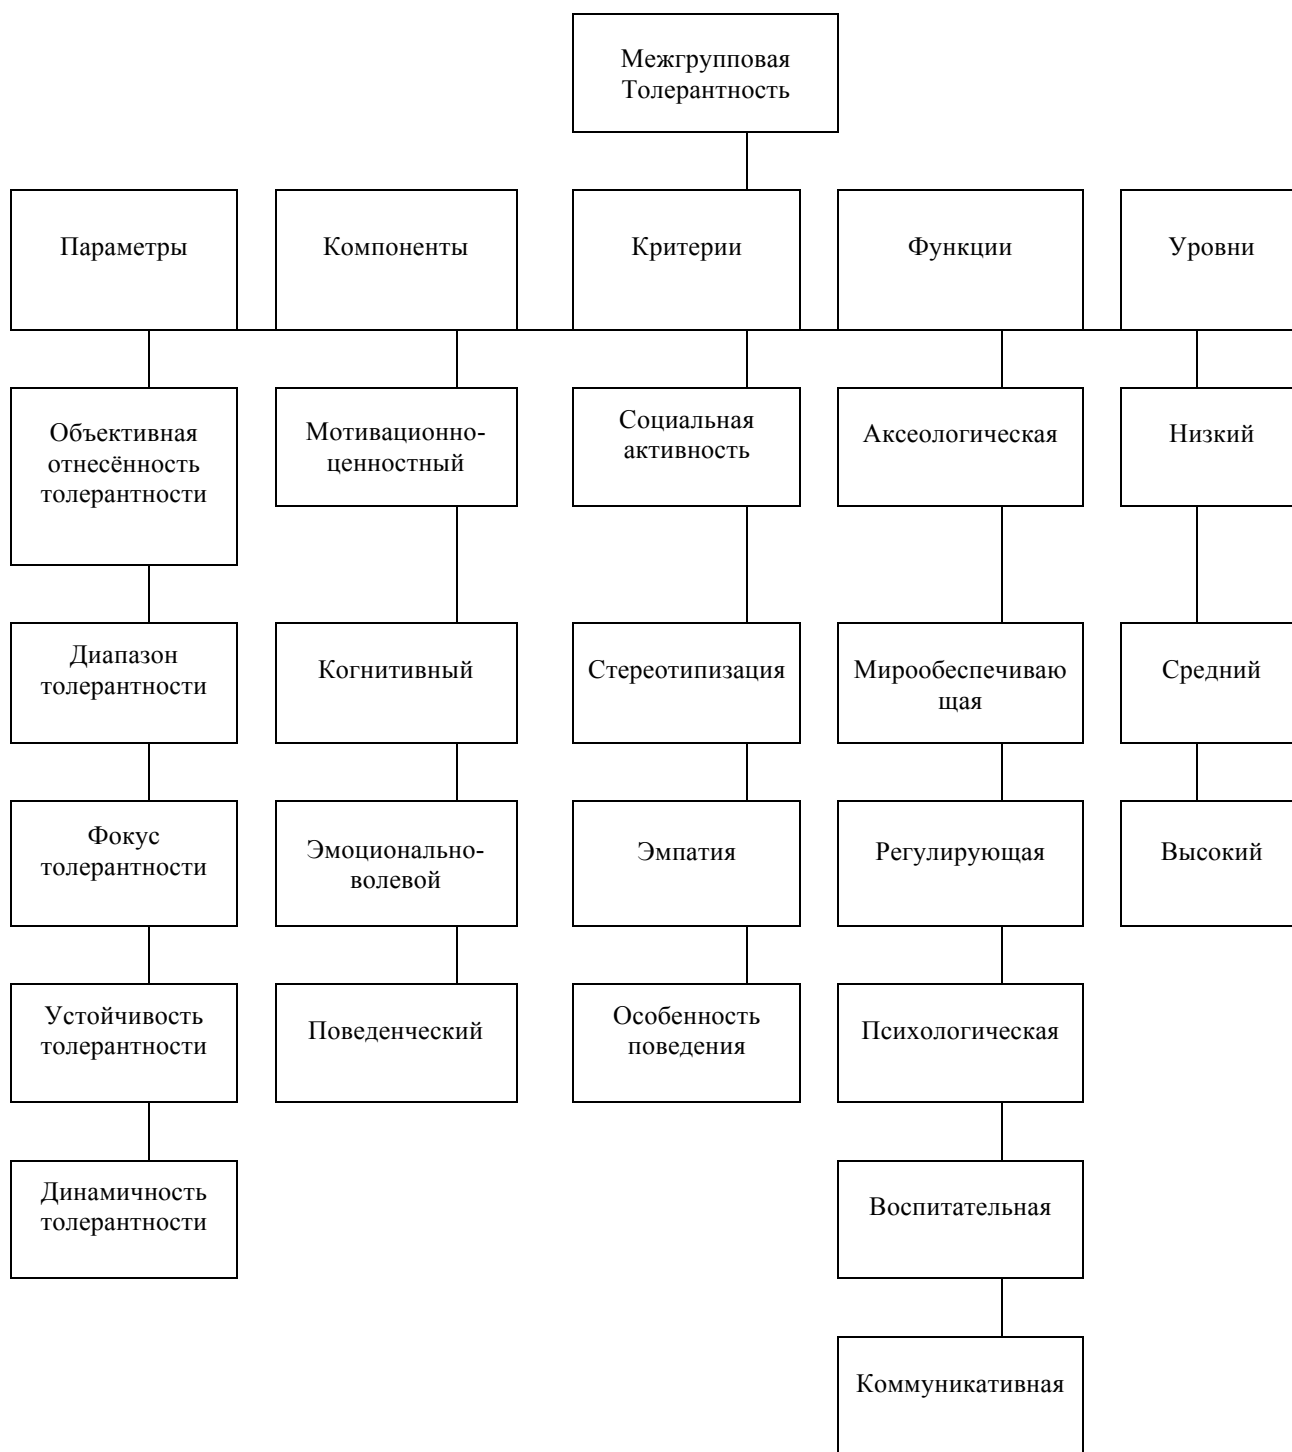 Межгрупповая
Толерантность
Параметры
Компоненты
Критерии
Функции
Уровни
Объективная
отнесённость
толерантности
Мотивационно-
ценностный
Социальная
активность
Аксеологическая
Низкий
Диапазон
толерантности
Когнитивный
Стереотипизация
Мирообеспечиваю
щая
Средний
Фокус
толерантности
Эмоционально-
волевой
Эмпатия
Регулирующая
Высокий
Устойчивость
толерантности
Поведенческий
Особенность
поведения
Психологическая
Динамичность
толерантности
Воспитательная
Коммуникативная